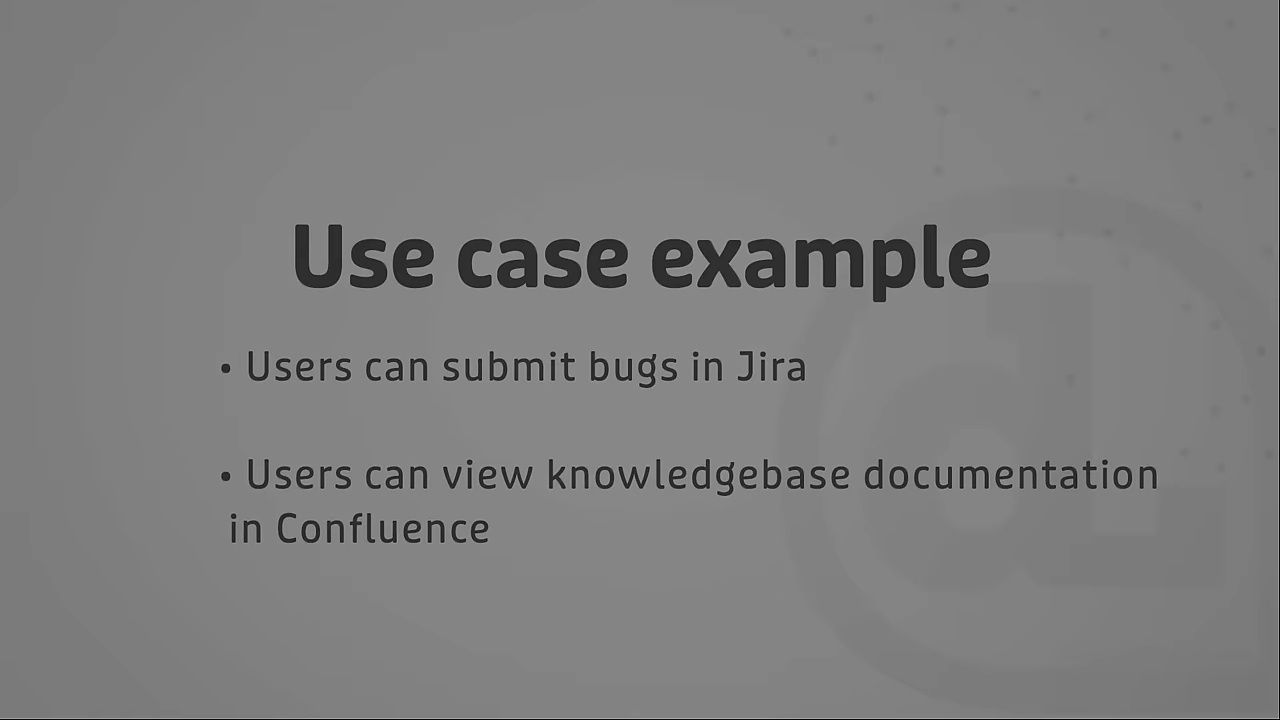 Use case example
• Users can submit bugs in Jira
• Users can view knowledgebase documentation
in Confluence